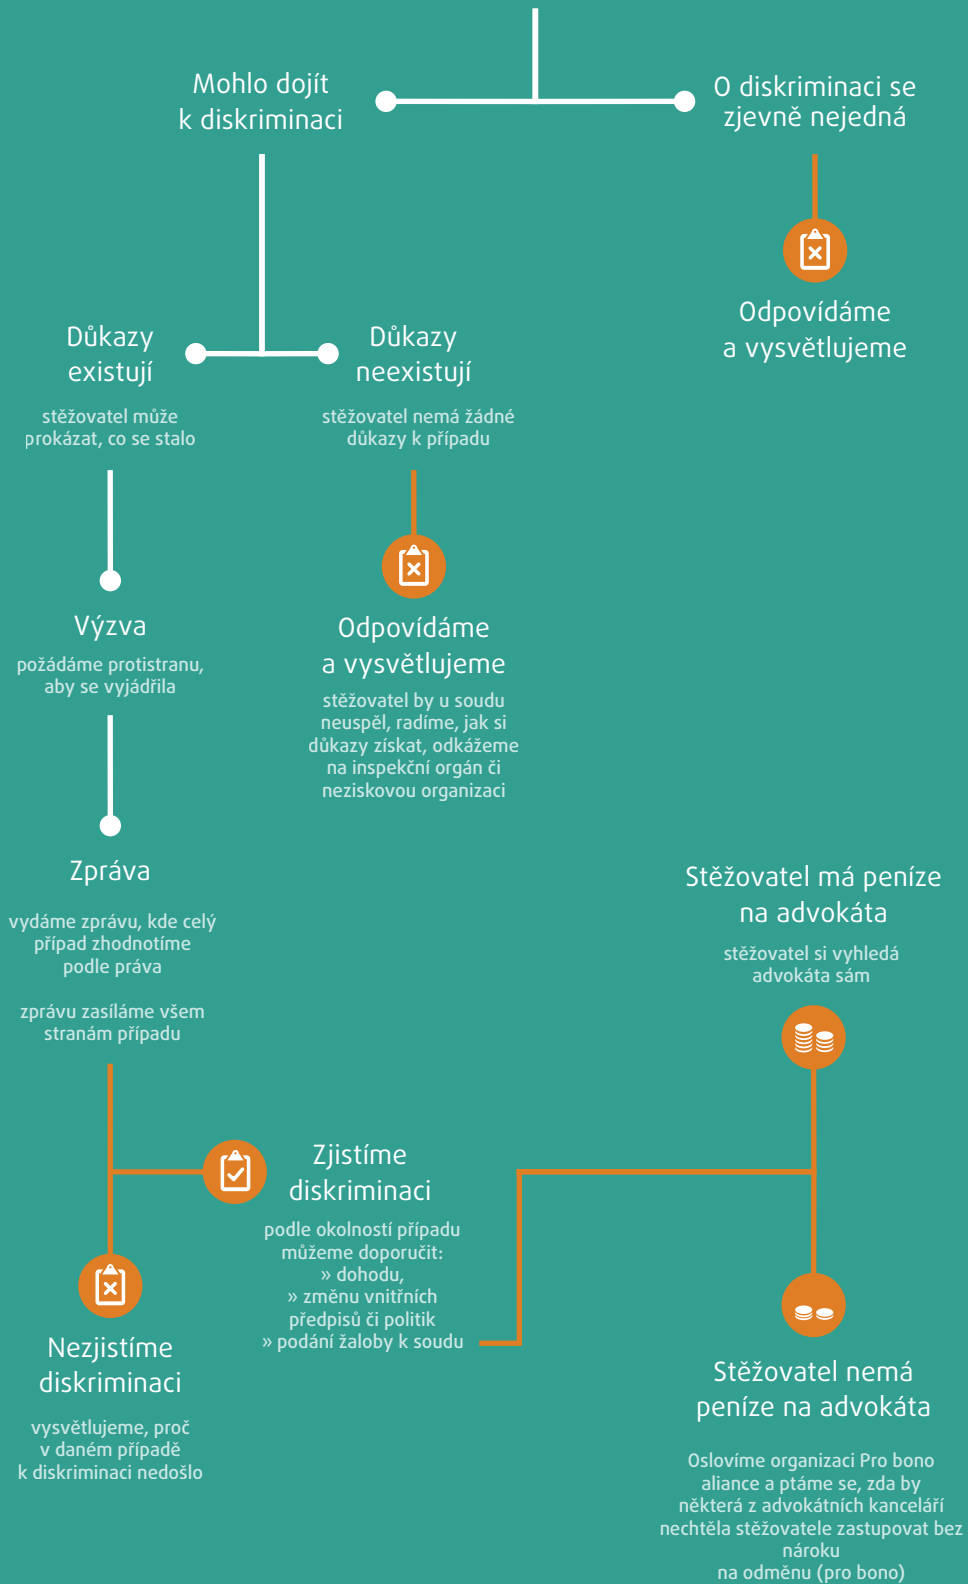 Mohlo dojít
k diskriminaci
O diskriminaci se
zjevně nejedná
Odpovídáme
a vysvětlujeme
Důkazy
existují
stěžovatel může
prokázat, co se stalo
Důkazy
neexistují
stěžovatel nemá žádné
důkazy k případu
Výzva
požádáme protistranu,
aby se vyjádřila
Odpovídáme
a vysvětlujeme
stěžovatel by u soudu
neuspěl, radíme, jak si
důkazy získat, odkážeme
na inspekční orgán či
neziskovou organizaci
Zpráva
vydáme zprávu, kde celý
případ zhodnotíme
podle práva
zprávu zasíláme všem
stranám případu
Zjistíme
diskriminaci
podle okolností případu
můžeme doporučit:
» dohodu,
» změnu vnitřních
předpisů či politik
» podání žaloby k soudu
Nezjistíme
diskriminaci
vysvětlujeme, proč
v daném případě
k diskriminaci nedošlo
Stěžovatel má peníze
na advokáta
stěžovatel si vyhledá
advokáta sám
Stěžovatel nemá
peníze na advokáta
Oslovíme organizaci Pro bono
aliance a ptáme se, zda by
některá z advokátních kanceláří
nechtěla stěžovatele zastupovat bez
nároku
na odměnu (pro bono)